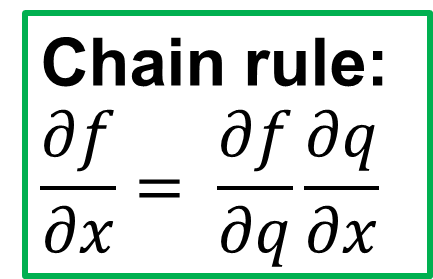 Chain rule:
∂f/∂x = ∂f/∂q ∂q/∂x